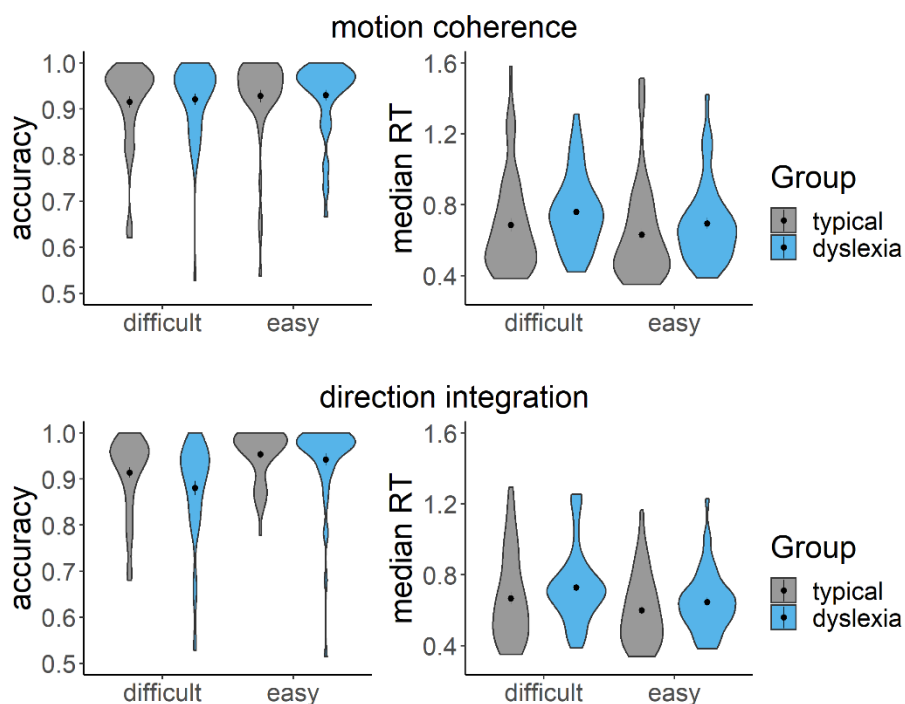 motion coherence
accuracy
1.0
0.9
0.8
0.7
0.6
0.5
difficult easy
median RT
1.6
1.2
0.8
0.4
difficult easy
Group
typical
dyslexia
direction integration
accuracy
1.0
0.9
0.8
0.7
0.6
0.5
difficult easy
median RT
1.6
1.2
0.8
0.4
difficult easy
Group
typical
dyslexia